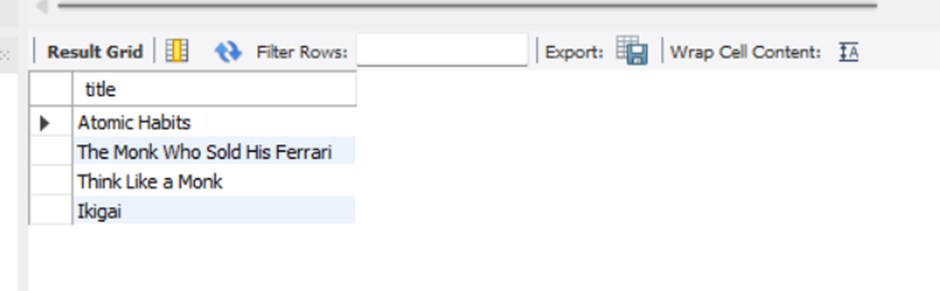 Result Grid Filter Rows: Export: Wrap Cell Content:
title
Atomic Habits
The Monk Who Sold His Ferrari
Think Like a Monk
Ikigai